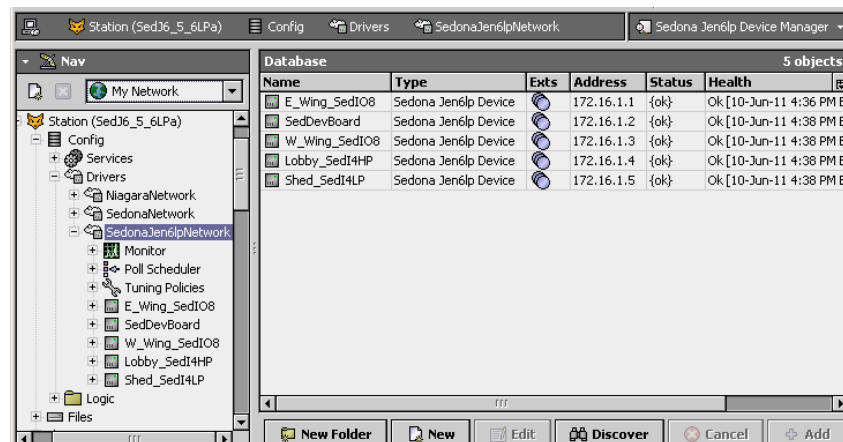 Station (SedJ6_5_6LPa) Config Drivers SedonaJen6lpNetwork Sedona Jen6lp Device Manager
Nav
My Network
Station (SedJ6_5_6LPa)
Config
Services
Drivers
NiagaraNetwork
SedonaNetwork
SedonaJen6lpNetwork
Monitor
Poll Scheduler
Tuning Policies
E_Wing_SedIO8
SedDevBoard
W_Wing_SedIO8
Lobby_SedI4HP
Shed_SedI4LP
Logic
Files
Database 5 objects
Name Type Exts Address Status Health
E_Wing_SedIO8 Sedona Jen6lp Device 172.16.1.1 {ok} Ok [10-Jun-11 4:36 PM E
SedDevBoard Sedona Jen6lp Device 172.16.1.2 {ok} Ok [10-Jun-11 4:38 PM E
W_Wing_SedIO8 Sedona Jen6lp Device 172.16.1.3 {ok} Ok [10-Jun-11 4:38 PM E
Lobby_SedI4HP Sedona Jen6lp Device 172.16.1.4 {ok} Ok [10-Jun-11 4:38 PM E
Shed_SedI4LP Sedona Jen6lp Device 172.16.1.5 {ok} Ok [10-Jun-11 4:38 PM E
New Folder New Edit Discover Cancel Add